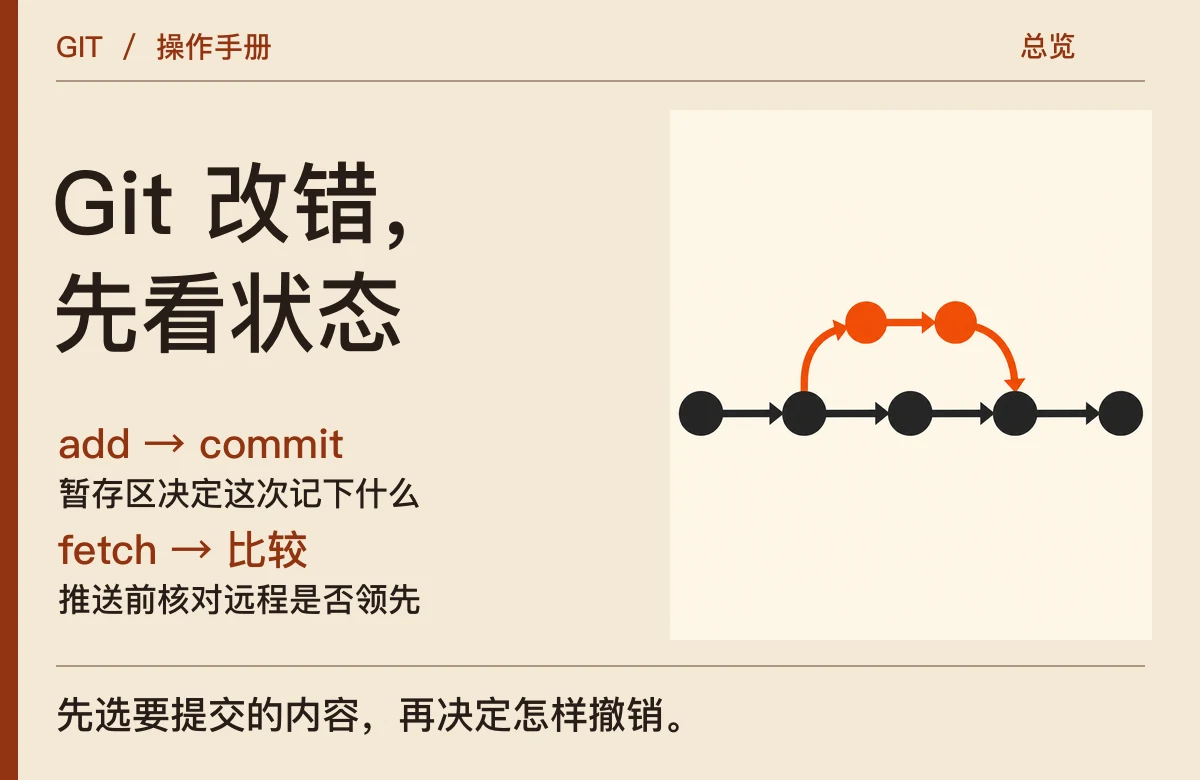 GIT / 操作手册
总览
Git 改错,
先看状态
add → commit
暂存区决定这次记下什么
fetch → 比较
推送前核对远程是否领先
先选要提交的内容，再决定怎样撤销。